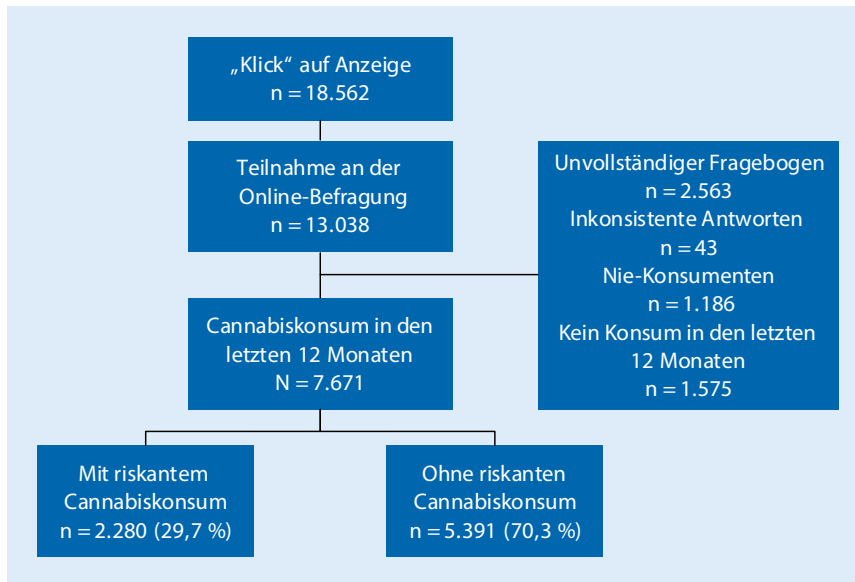 „Klick“ auf Anzeige
n = 18.562
Teilnahme an der
Online-Befragung
n = 13.038
Unvollständiger Fragebogen
n = 2.563
Inkonsistente Antworten
n = 43
Nie-Konsumenten
n = 1.186
Kein Konsum in den letzten
12 Monaten
n = 1.575
Cannabiskonsum in den
letzten 12 Monaten
N = 7.671
Mit riskantem
Cannabiskonsum
n = 2.280 (29,7 %)
Ohne riskanten
Cannabiskonsum
n = 5.391 (70,3 %)